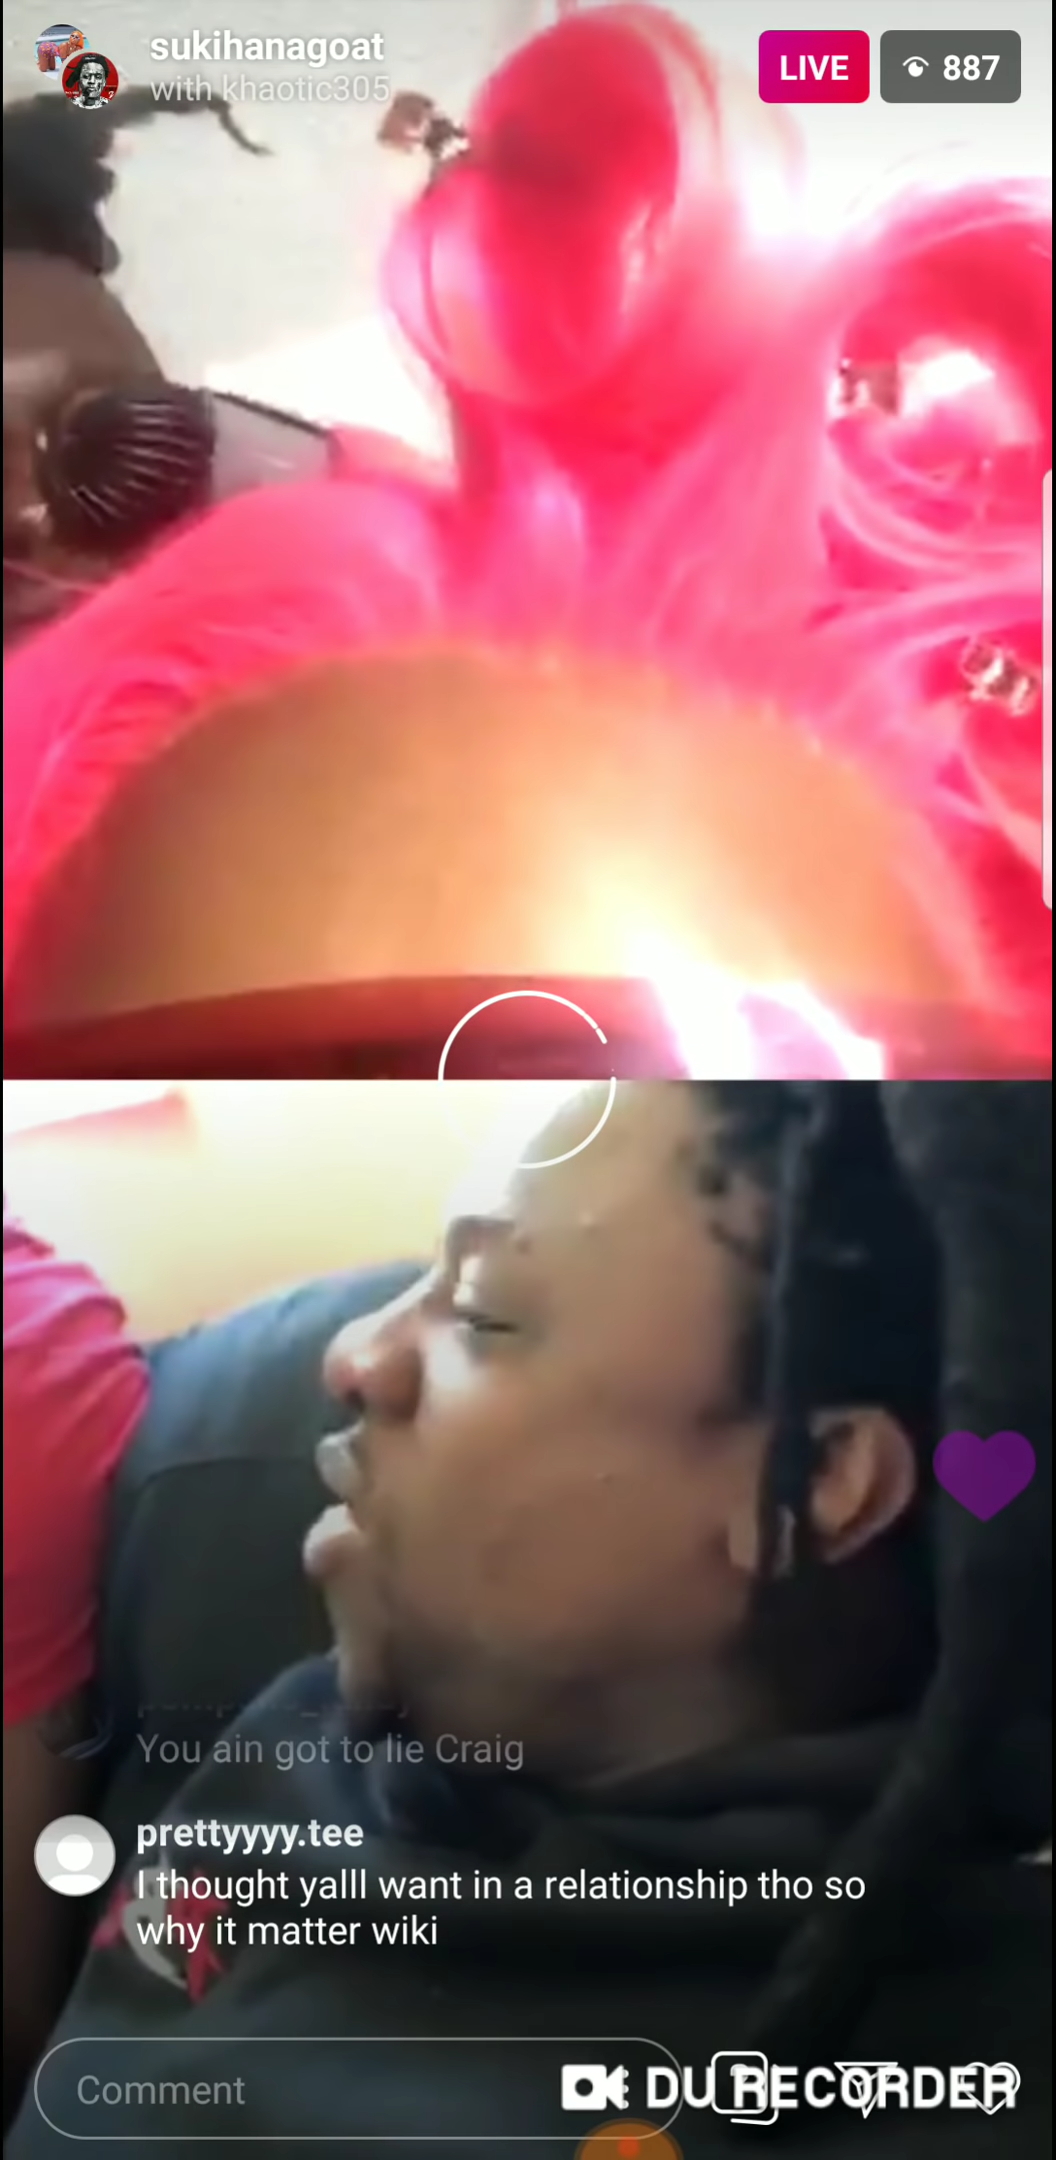 sukihanagoat
with khaotic305
LIVE
887
You ain got to lie Craig
prettyyyy.tee
I thought yalll want in a relationship tho so
why it matter wiki
Comment
DU RECORDER